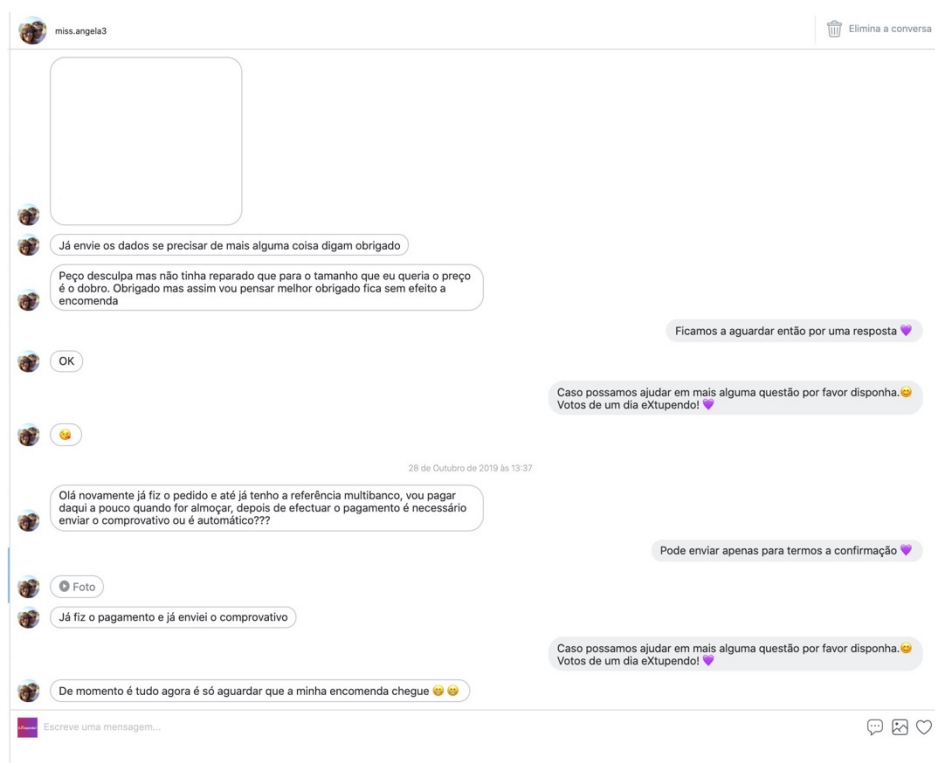 miss.angela3
Elimina a conversa
Já envie os dados se precisar de mais alguma coisa digam obrigado
Peço desculpa mas não tinha reparado que para o tamanho que eu queria o preço
é o dobro. Obrigado mas assim vou pensar melhor obrigado fica sem efeito a
encomenda
Ficamos a aguardar então por uma resposta 💜
OK
Caso possamos ajudar em mais alguma questão por favor disponha.😊
Votos de um dia eXtupendo! 💜
😘
28 de Outubro de 2019 às 13:37
Olá novamente já fiz o pedido e até já tenho a referência multibanco, vou pagar
daqui a pouco quando for almoçar, depois de efectuar o pagamento é necessário
enviar o comprovativo ou é automático???
Pode enviar apenas para termos a confirmação 💜
Foto
Já fiz o pagamento e já enviei o comprovativo
Caso possamos ajudar em mais alguma questão por favor disponha.😊
Votos de um dia eXtupendo! 💜
De momento é tudo agora é só aguardar que a minha encomenda chegue 😁 😁
Escreve uma mensagem...